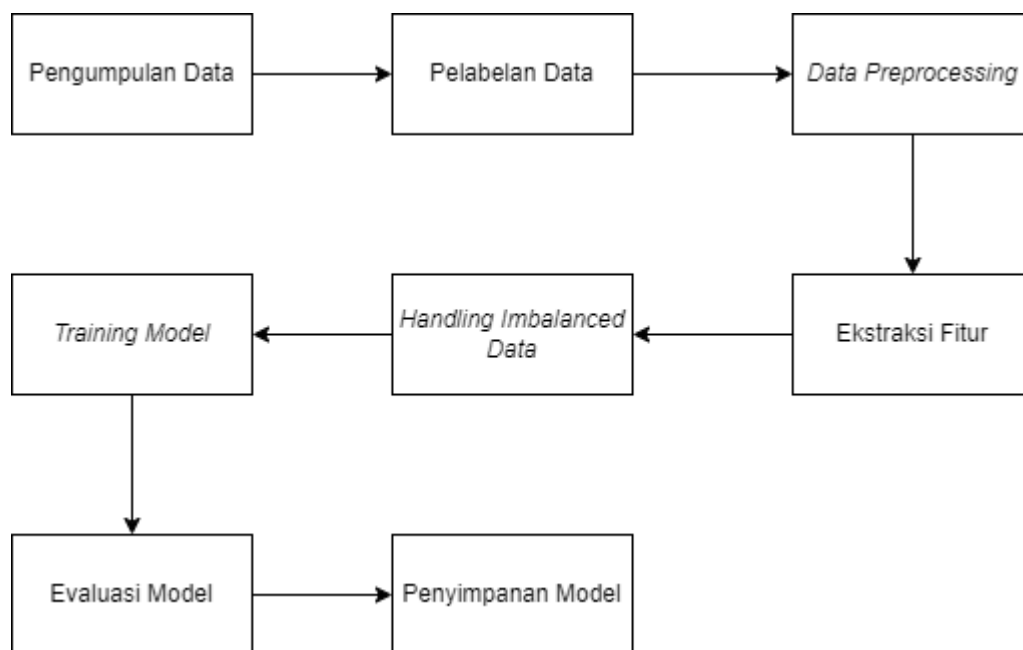 Pengumpulan Data
Pelabelan Data
Data Preprocessing
Ekstraksi Fitur
Handling Imbalanced
Data
Training Model
Evaluasi Model
Penyimpanan Model